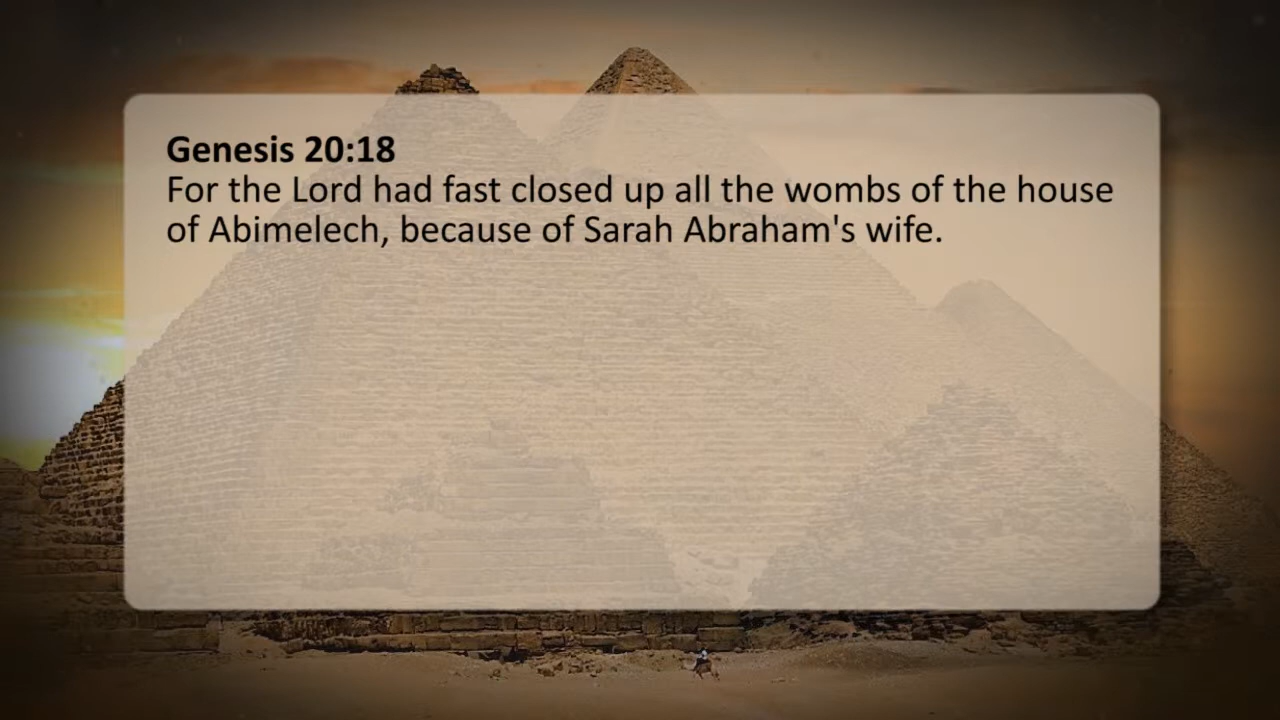 Genesis 20:18
For the Lord had fast closed up all the wombs of the house
of Abimelech, because of Sarah Abraham's wife.